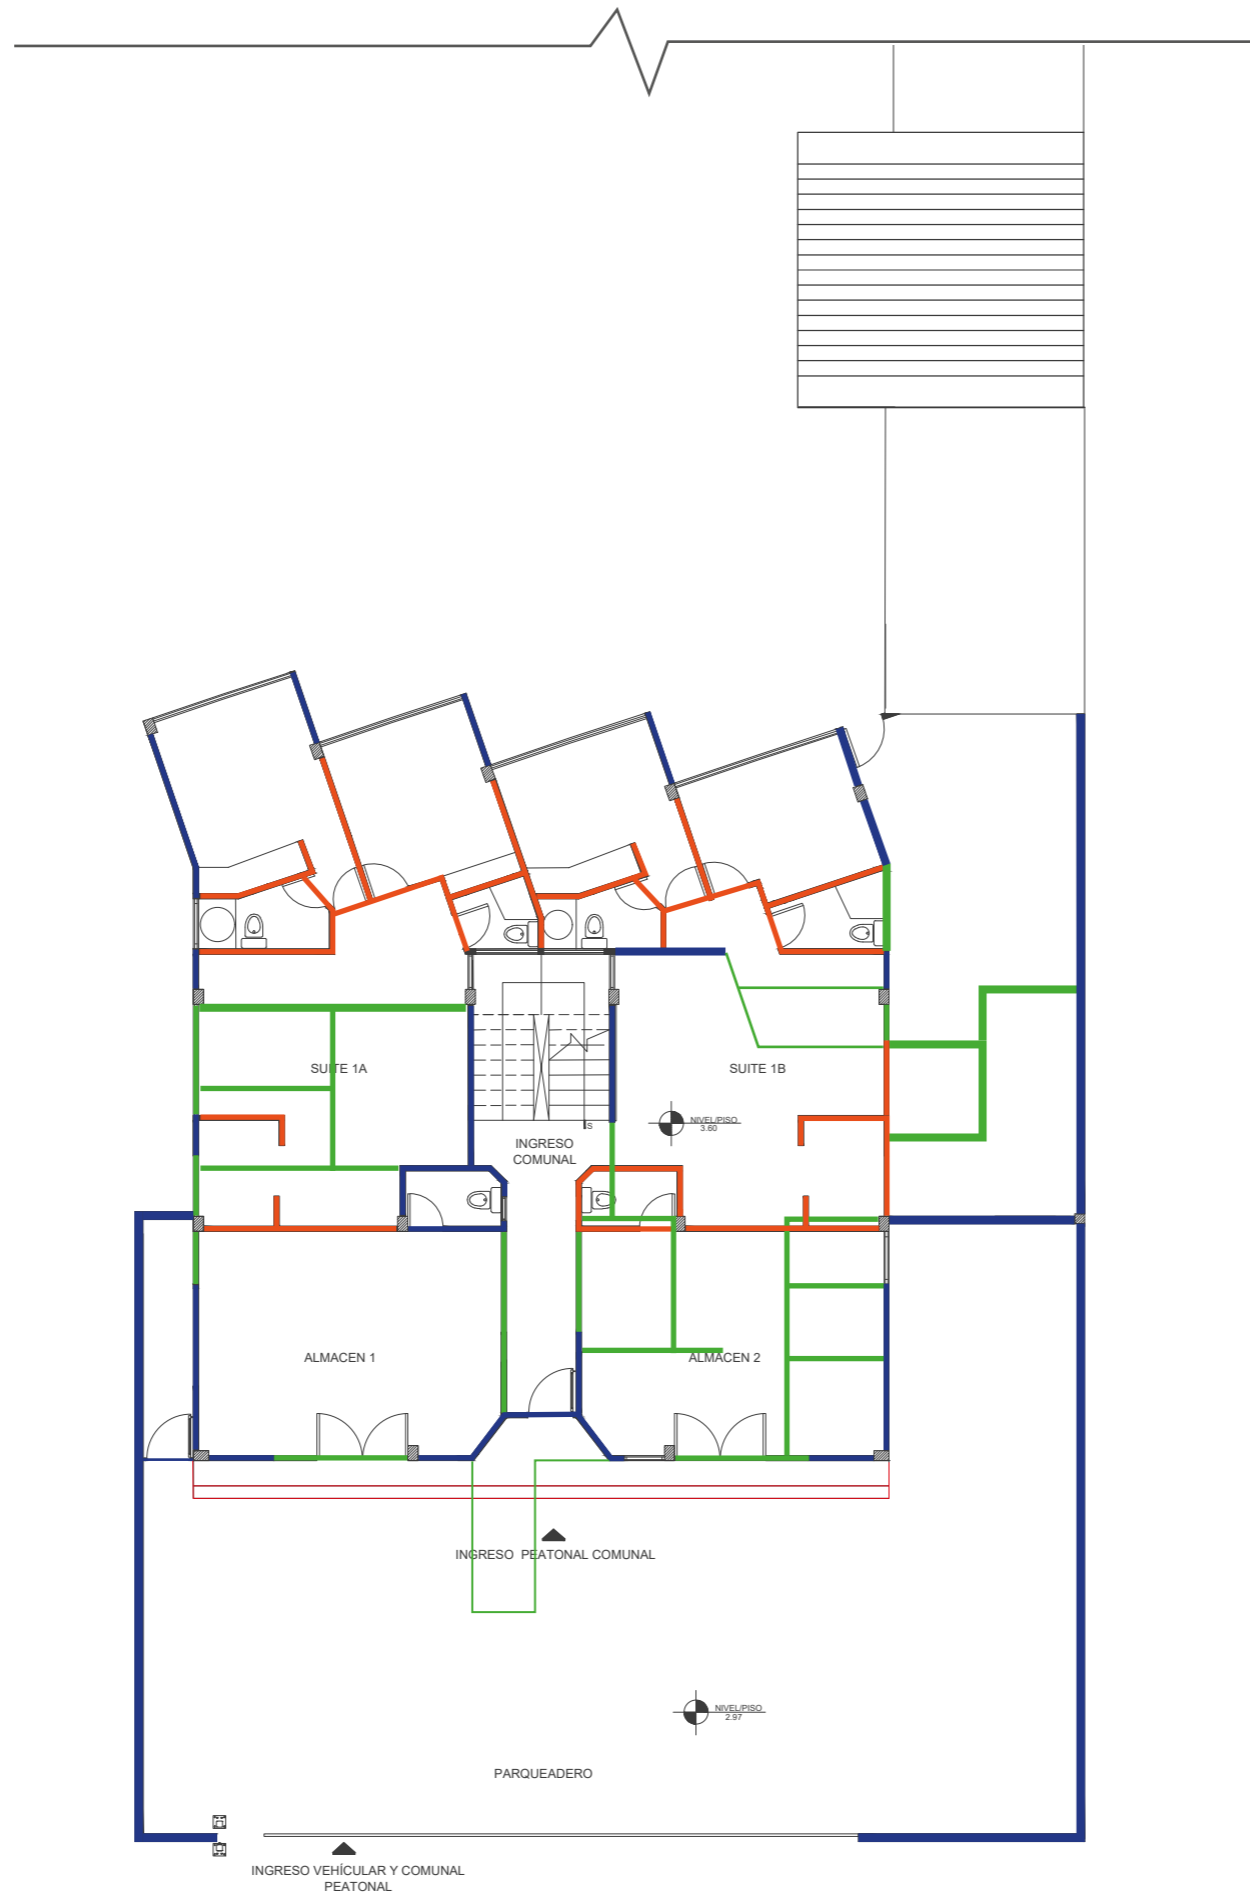 SUITE 1A
SUITE 1B
NIVEL/PISO
3.60
S
INGRESO
COMUNAL
ALMACEN 1
ALMACEN 2
INGRESO PEATONAL COMUNAL
NIVEL/PISO
2.97
PARQUEADERO
INGRESO VEHÍCULAR Y COMUNAL
PEATONAL